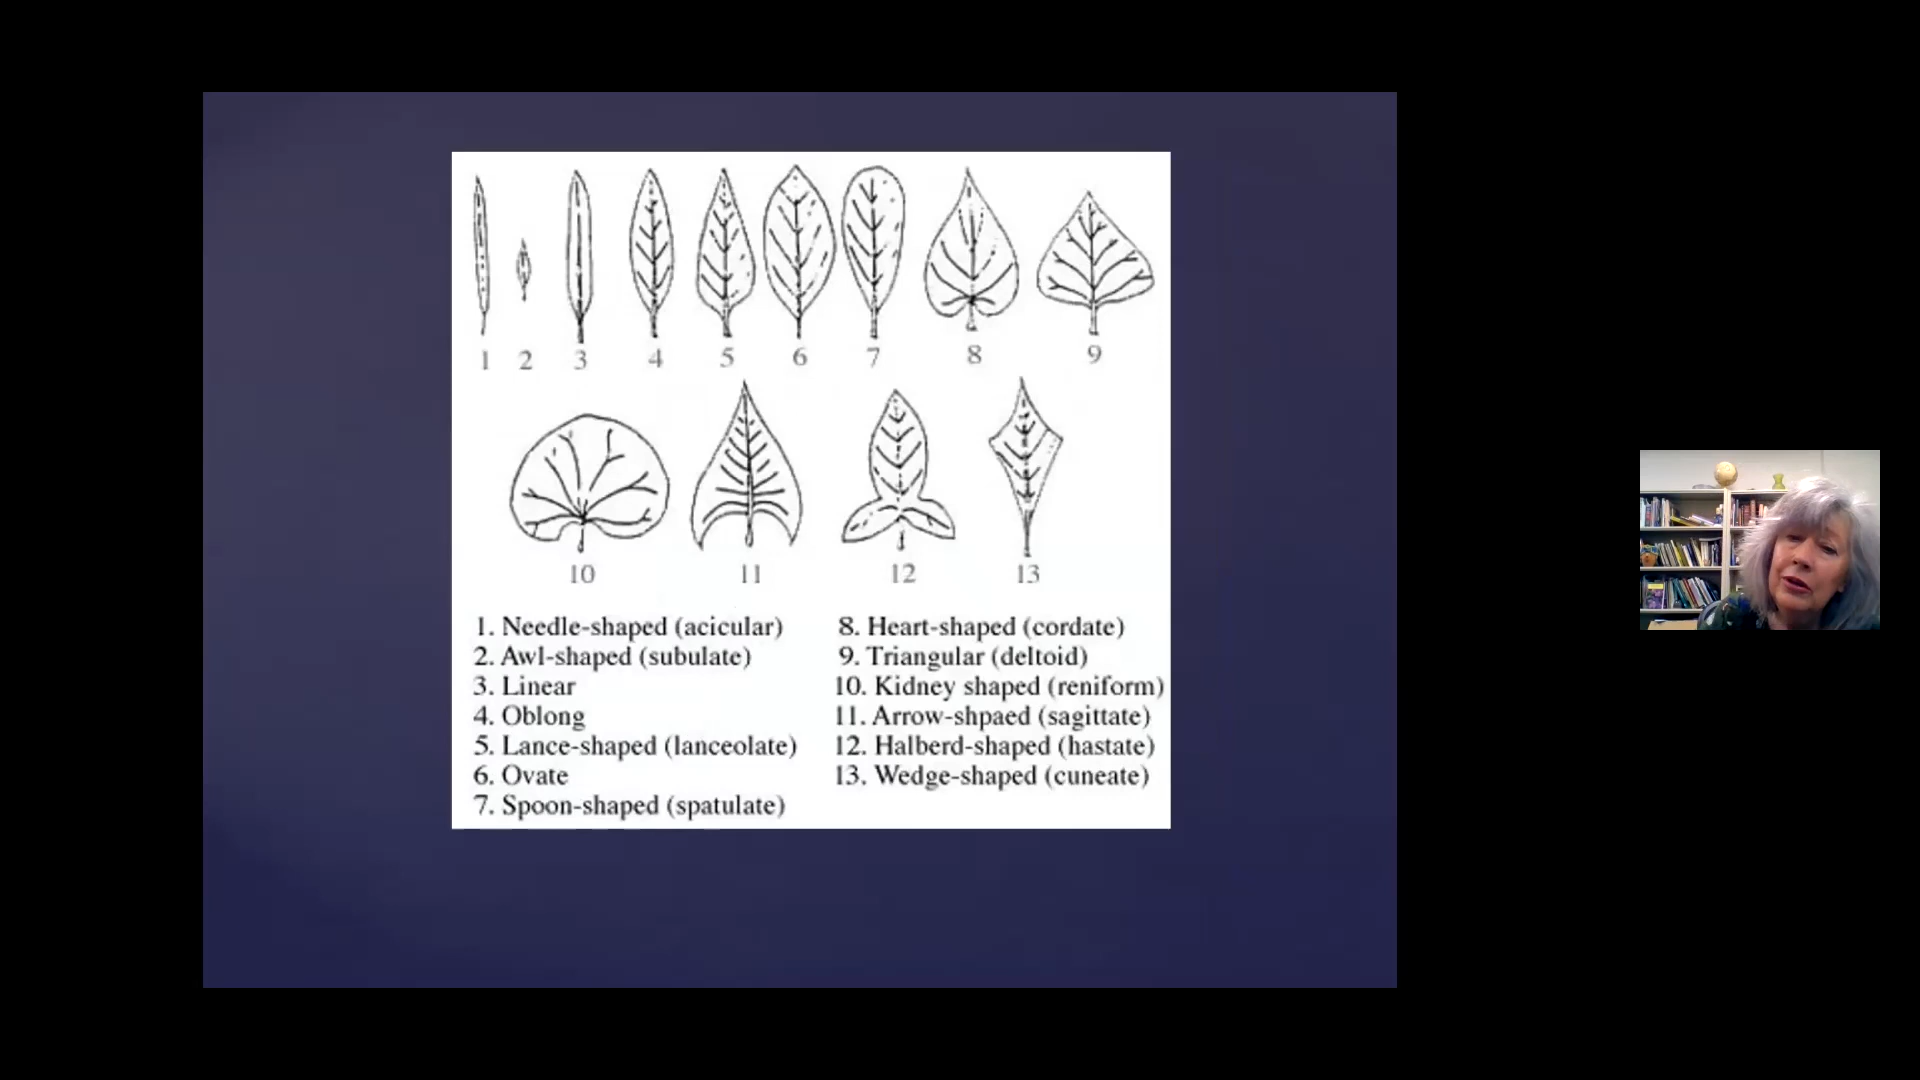 1 2 3 4 5 6 7 8 9
10 11 12 13
1. Needle-shaped (acicular)
2. Awl-shaped (subulate)
3. Linear
4. Oblong
5. Lance-shaped (lanceolate)
6. Ovate
7. Spoon-shaped (spatulate)
8. Heart-shaped (cordate)
9. Triangular (deltoid)
10. Kidney shaped (reniform)
11. Arrow-shpaed (sagittate)
12. Halberd-shaped (hastate)
13. Wedge-shaped (cuneate)